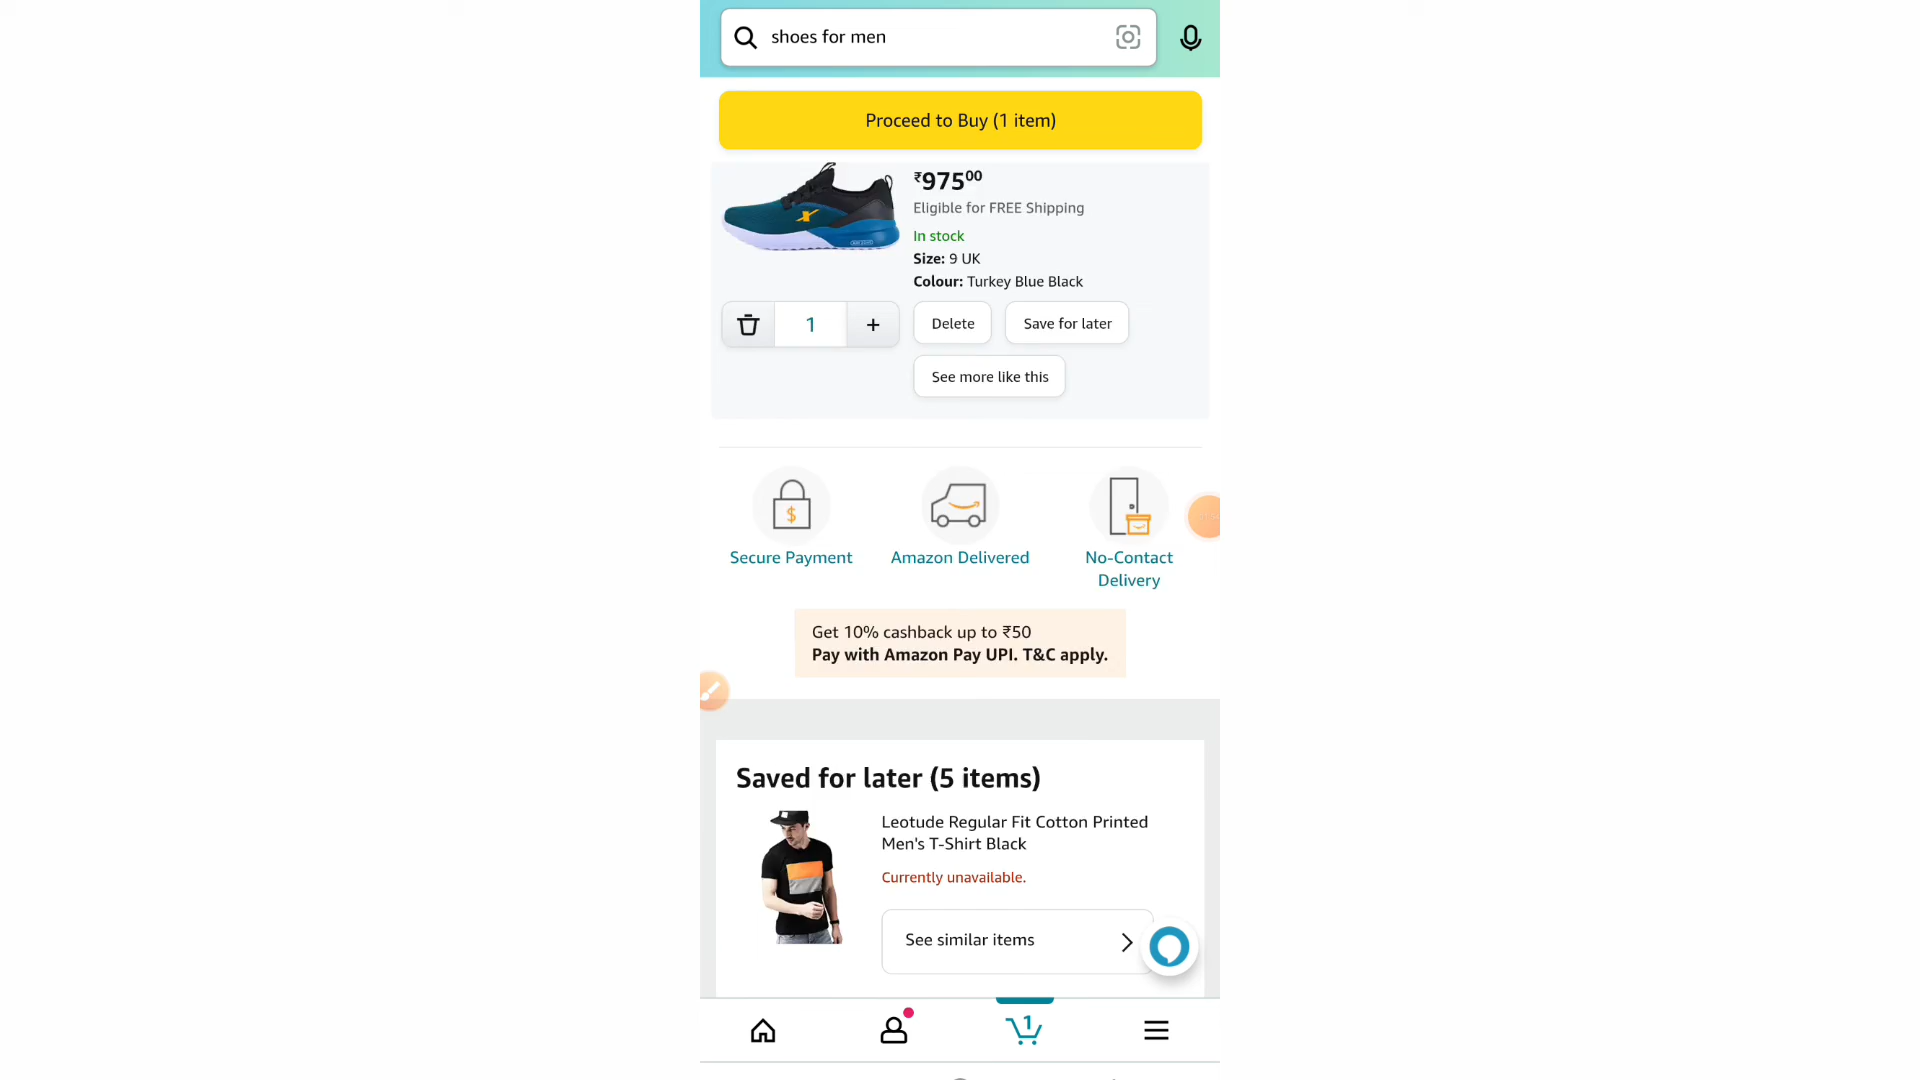 shoes for men
Proceed to Buy (1 item)
₹975⁰⁰
Eligible for FREE Shipping
In stock
Size: 9 UK
Colour: Turkey Blue Black
1
+
Delete
Save for later
See more like this
$
Secure Payment
Amazon Delivered
No-Contact
Delivery
Get 10% cashback up to ₹50
Pay with Amazon Pay UPI. T&C apply.
Saved for later (5 items)
Leotude Regular Fit Cotton Printed
Men's T-Shirt Black
Currently unavailable.
See similar items
1